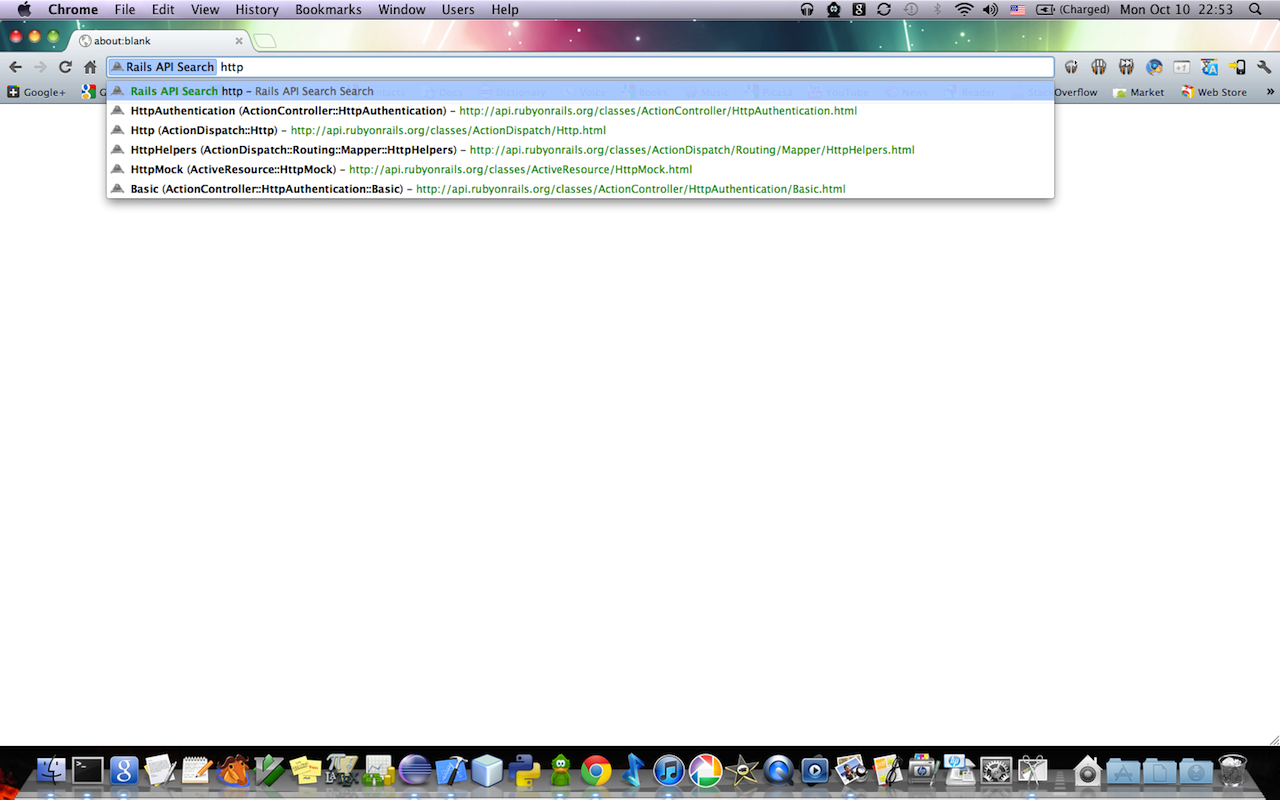 Chrome File Edit View History Bookmarks Window Users Help (Charged) Mon Oct 10 22:53
about:blank
Rails API Search http
Rails API Search http – Rails API Search Search
Google+ G Overflow Market Web Store »
HttpAuthentication (ActionController::HttpAuthentication) – http://api.rubyonrails.org/classes/ActionController/HttpAuthentication.html
Http (ActionDispatch::Http) – http://api.rubyonrails.org/classes/ActionDispatch/Http.html
HttpHelpers (ActionDispatch::Routing::Mapper::HttpHelpers) – http://api.rubyonrails.org/classes/ActionDispatch/Routing/Mapper/HttpHelpers.html
HttpMock (ActiveResource::HttpMock) – http://api.rubyonrails.org/classes/ActiveResource/HttpMock.html
Basic (ActionController::HttpAuthentication::Basic) – http://api.rubyonrails.org/classes/ActionController/HttpAuthentication/Basic.html